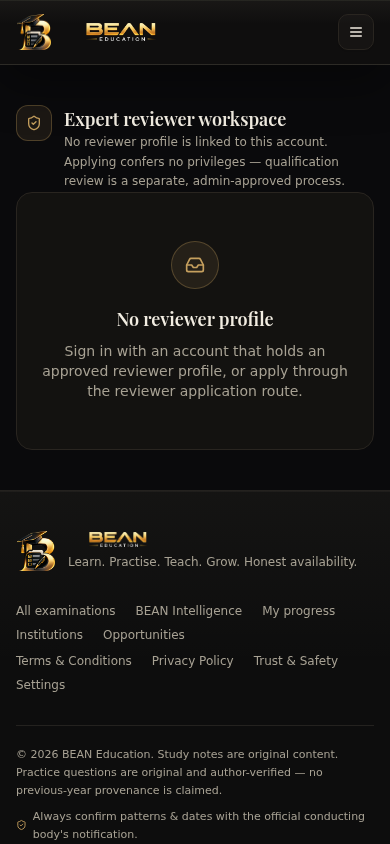 BEAN
EDUCATION
Expert reviewer workspace
No reviewer profile is linked to this account.
Applying confers no privileges — qualification
review is a separate, admin-approved process.
No reviewer profile
Sign in with an account that holds an
approved reviewer profile, or apply through
the reviewer application route.
BEAN
EDUCATION
Learn. Practise. Teach. Grow. Honest availability.
All examinations BEAN Intelligence My progress
Institutions Opportunities
Terms & Conditions Privacy Policy Trust & Safety
Settings
© 2026 BEAN Education. Study notes are original content.
Practice questions are original and author-verified — no
previous-year provenance is claimed.
Always confirm patterns & dates with the official conducting
body's notification.